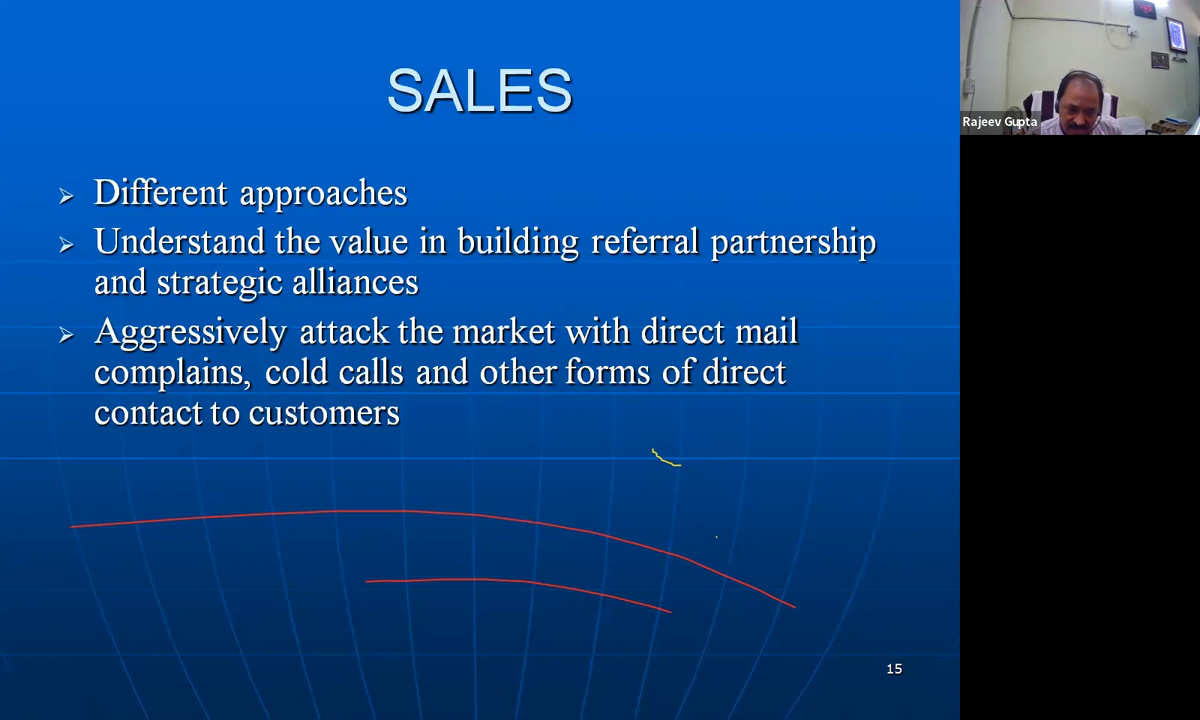 SALES
Different approaches
Understand the value in building referral partnership
and strategic alliances
Aggressively attack the market with direct mail
complains, cold calls and other forms of direct
contact to customers
15
Rajeev Gupta